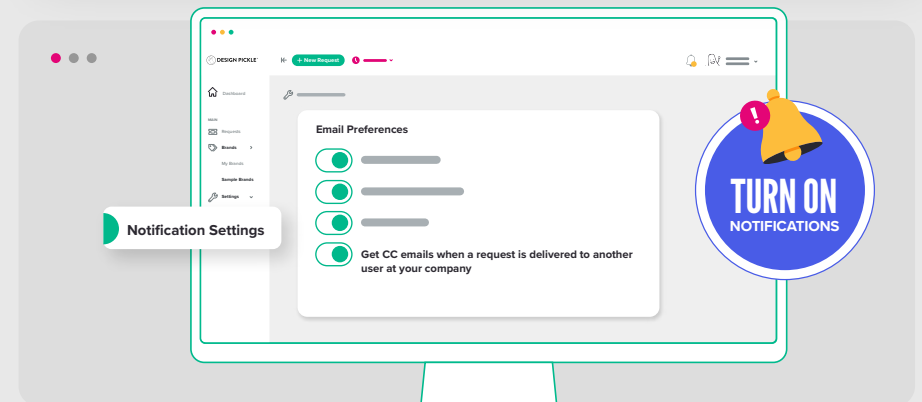 DESIGN PICKLE
+ New Request
Dashboard
MAIN
Requests
Brands
My Brands
Sample Brands
Settings
Notification Settings
Email Preferences
Get CC emails when a request is delivered to another
user at your company
!
TURN ON
NOTIFICATIONS